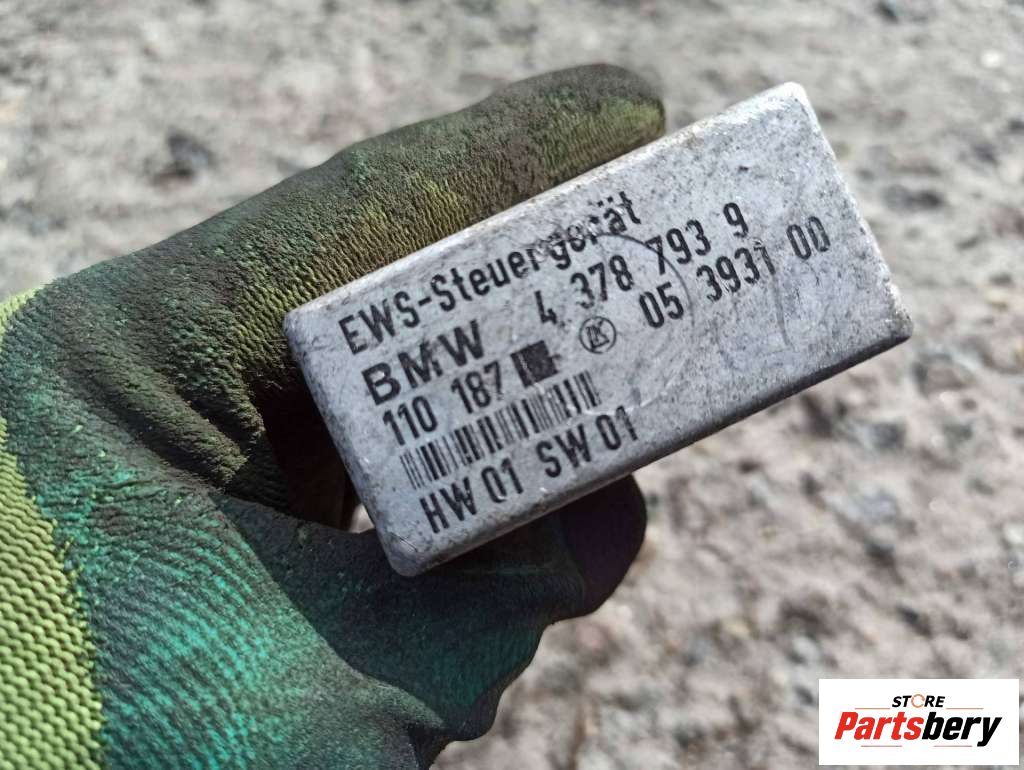 EWS-Steuergerät
BMW 4 378 793 9
110 187 05 3931 00
HW 01 SW 01
STORE
Partsbery